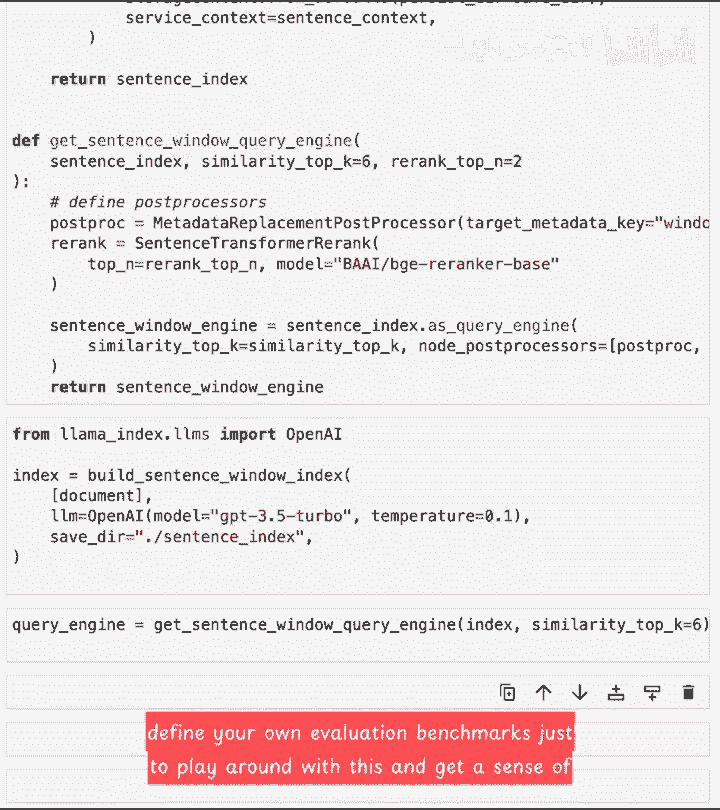 service_context=sentence_context,
)
return sentence_index
def get_sentence_window_query_engine(
sentence_index, similarity_top_k=6, rerank_top_n=2
):
# define postprocessors
postproc = MetadataReplacementPostProcessor(target_metadata_key="windo
rerank = SentenceTransformerRerank(
top_n=rerank_top_n, model="BAAI/bge-reranker-base"
)
sentence_window_engine = sentence_index.as_query_engine(
similarity_top_k=similarity_top_k, node_postprocessors=[postproc,
)
return sentence_window_engine
from llama_index.llms import OpenAI
index = build_sentence_window_index(
[document],
llm=OpenAI(model="gpt-3.5-turbo", temperature=0.1),
save_dir="./sentence_index",
)
query_engine = get_sentence_window_query_engine(index, similarity_top_k=6)
define your own evaluation benchmarks just
to play around with this and get a sense of